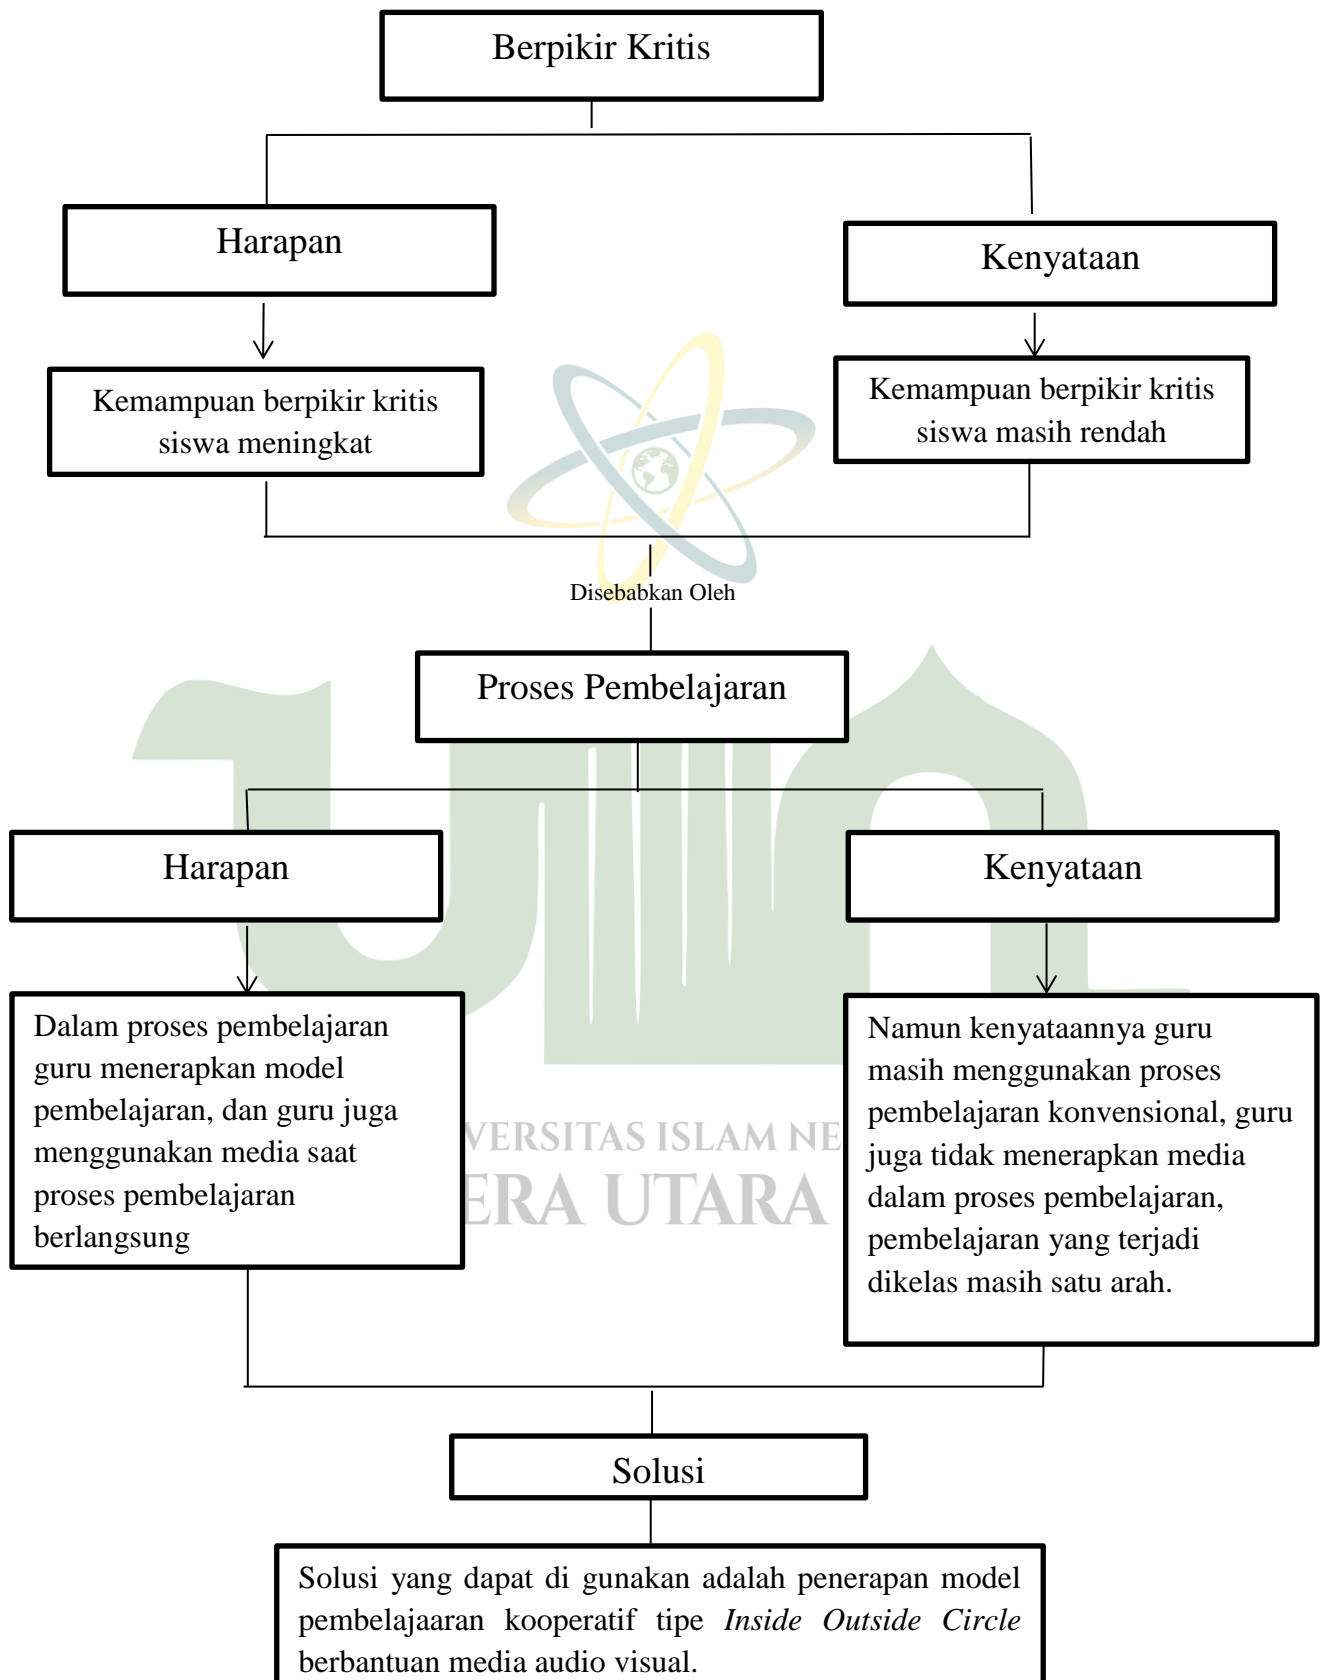 Berpikir Kritis
Harapan
Kenyataan
Kemampuan berpikir kritis
siswa meningkat
Kemampuan berpikir kritis
siswa masih rendah
Disebabkan Oleh
Proses Pembelajaran
Harapan
Kenyataan
Dalam proses pembelajaran
guru menerapkan model
pembelajaran, dan guru juga
menggunakan media saat
proses pembelajaran
berlangsung
Namun kenyataannya guru
masih menggunakan proses
pembelajaran konvensional, guru
juga tidak menerapkan media
dalam proses pembelajaran,
pembelajaran yang terjadi
dikelas masih satu arah.
VERSITAS ISLAM NE
ERA UTARA
Solusi
Solusi yang dapat di gunakan adalah penerapan model
pembelajaaran kooperatif tipe Inside Outside Circle
berbantuan media audio visual.